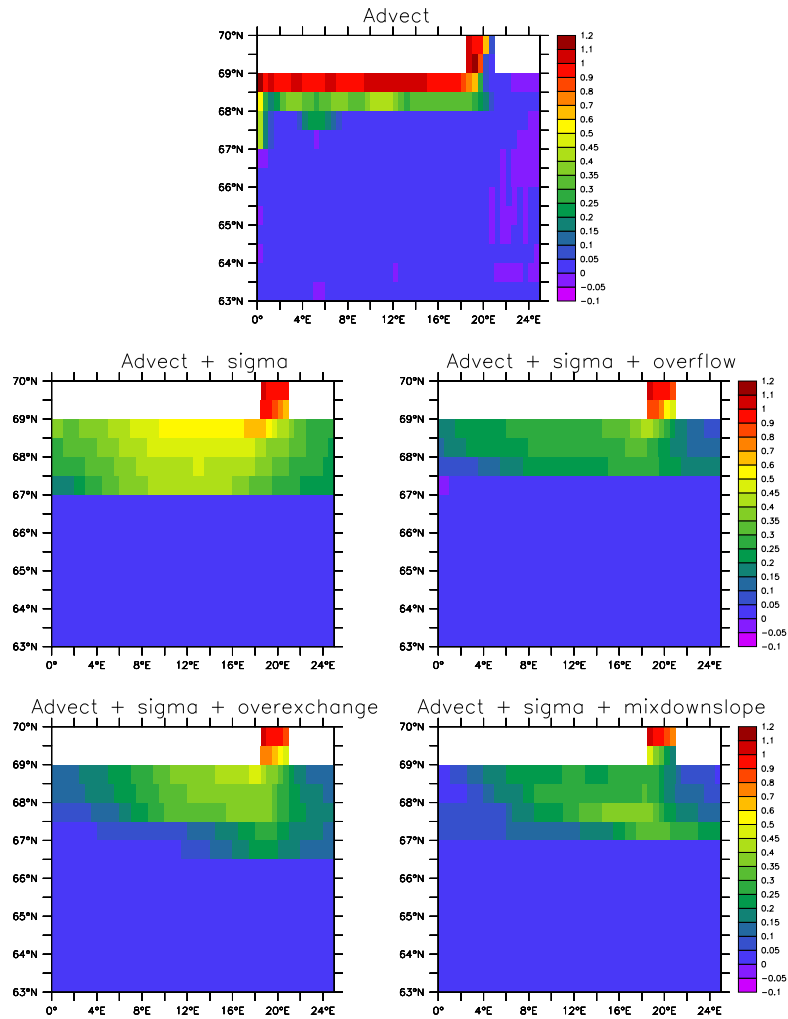 Advect
70°N
69°N
68°N
67°N
66°N
65°N
64°N
63°N
0° 4°E 8°E 12°E 16°E 20°E 24°E
1.2
1.1
1
0.9
0.8
0.7
0.6
0.5
0.45
0.4
0.35
0.3
0.25
0.2
0.15
0.1
0.05
0
−0.05
−0.1
Advect + sigma
70°N
69°N
68°N
67°N
66°N
65°N
64°N
63°N
0° 4°E 8°E 12°E 16°E 20°E 24°E
Advect + sigma + overflow
70°N
69°N
68°N
67°N
66°N
65°N
64°N
63°N
0° 4°E 8°E 12°E 16°E 20°E 24°E
1.2
1.1
1
0.9
0.8
0.7
0.6
0.5
0.45
0.4
0.35
0.3
0.25
0.2
0.15
0.1
0.05
0
−0.05
−0.1
Advect + sigma + overexchange
70°N
69°N
68°N
67°N
66°N
65°N
64°N
63°N
0° 4°E 8°E 12°E 16°E 20°E 24°E
Advect + sigma + mixdownslope
70°N
69°N
68°N
67°N
66°N
65°N
64°N
63°N
0° 4°E 8°E 12°E 16°E 20°E 24°E
1.2
1.1
1
0.9
0.8
0.7
0.6
0.5
0.45
0.4
0.35
0.3
0.25
0.2
0.15
0.1
0.05
0
−0.05
−0.1